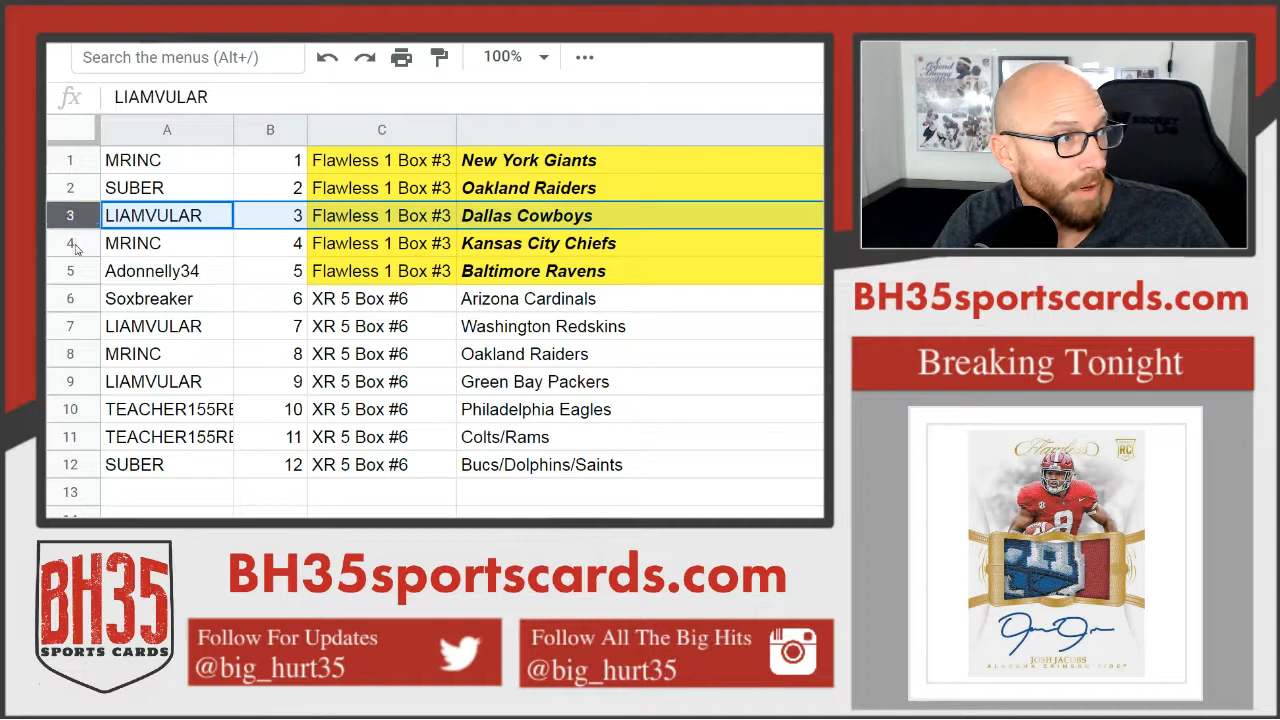 Search the menus (Alt+/)
100%
fx LIAMVULAR
A B C
1 MRINC 1 Flawless 1 Box #3 New York Giants
2 SUBER 2 Flawless 1 Box #3 Oakland Raiders
3 LIAMVULAR 3 Flawless 1 Box #3 Dallas Cowboys
4 MRINC 4 Flawless 1 Box #3 Kansas City Chiefs
5 Adonnelly34 5 Flawless 1 Box #3 Baltimore Ravens
6 Soxbreaker 6 XR 5 Box #6 Arizona Cardinals
7 LIAMVULAR 7 XR 5 Box #6 Washington Redskins
8 MRINC 8 XR 5 Box #6 Oakland Raiders
9 LIAMVULAR 9 XR 5 Box #6 Green Bay Packers
10 TEACHER155RE 10 XR 5 Box #6 Philadelphia Eagles
11 TEACHER155RE 11 XR 5 Box #6 Colts/Rams
12 SUBER 12 XR 5 Box #6 Bucs/Dolphins/Saints
13
BH35sportscards.com
Breaking Tonight
Flawless
RC
8
JOSH JACOBS
BH35
SPORTS CARDS
BH35sportscards.com
Follow For Updates
@big_hurt35
Follow All The Big Hits
@big_hurt35